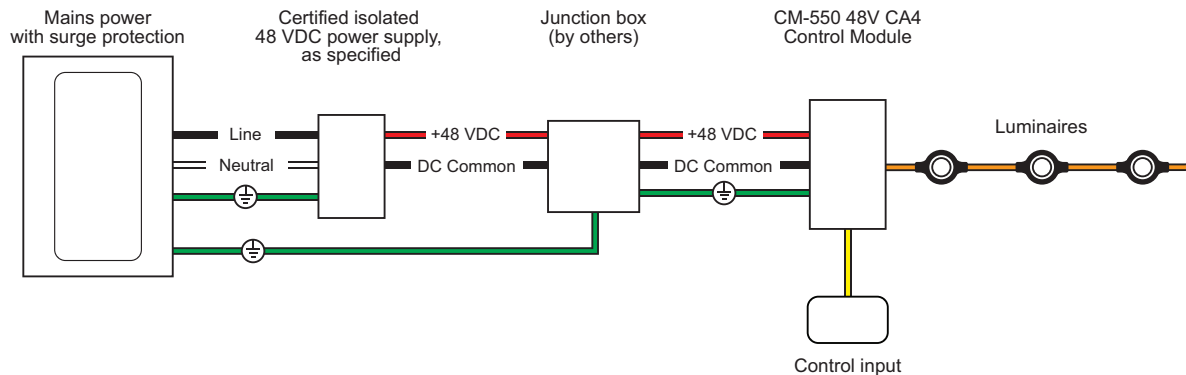 Mains power
with surge protection
Certified isolated
48 VDC power supply,
as specified
Junction box
(by others)
CM-550 48V CA4
Control Module
Line
+48 VDC
+48 VDC
Luminaires
Neutral
DC Common
DC Common
Control input